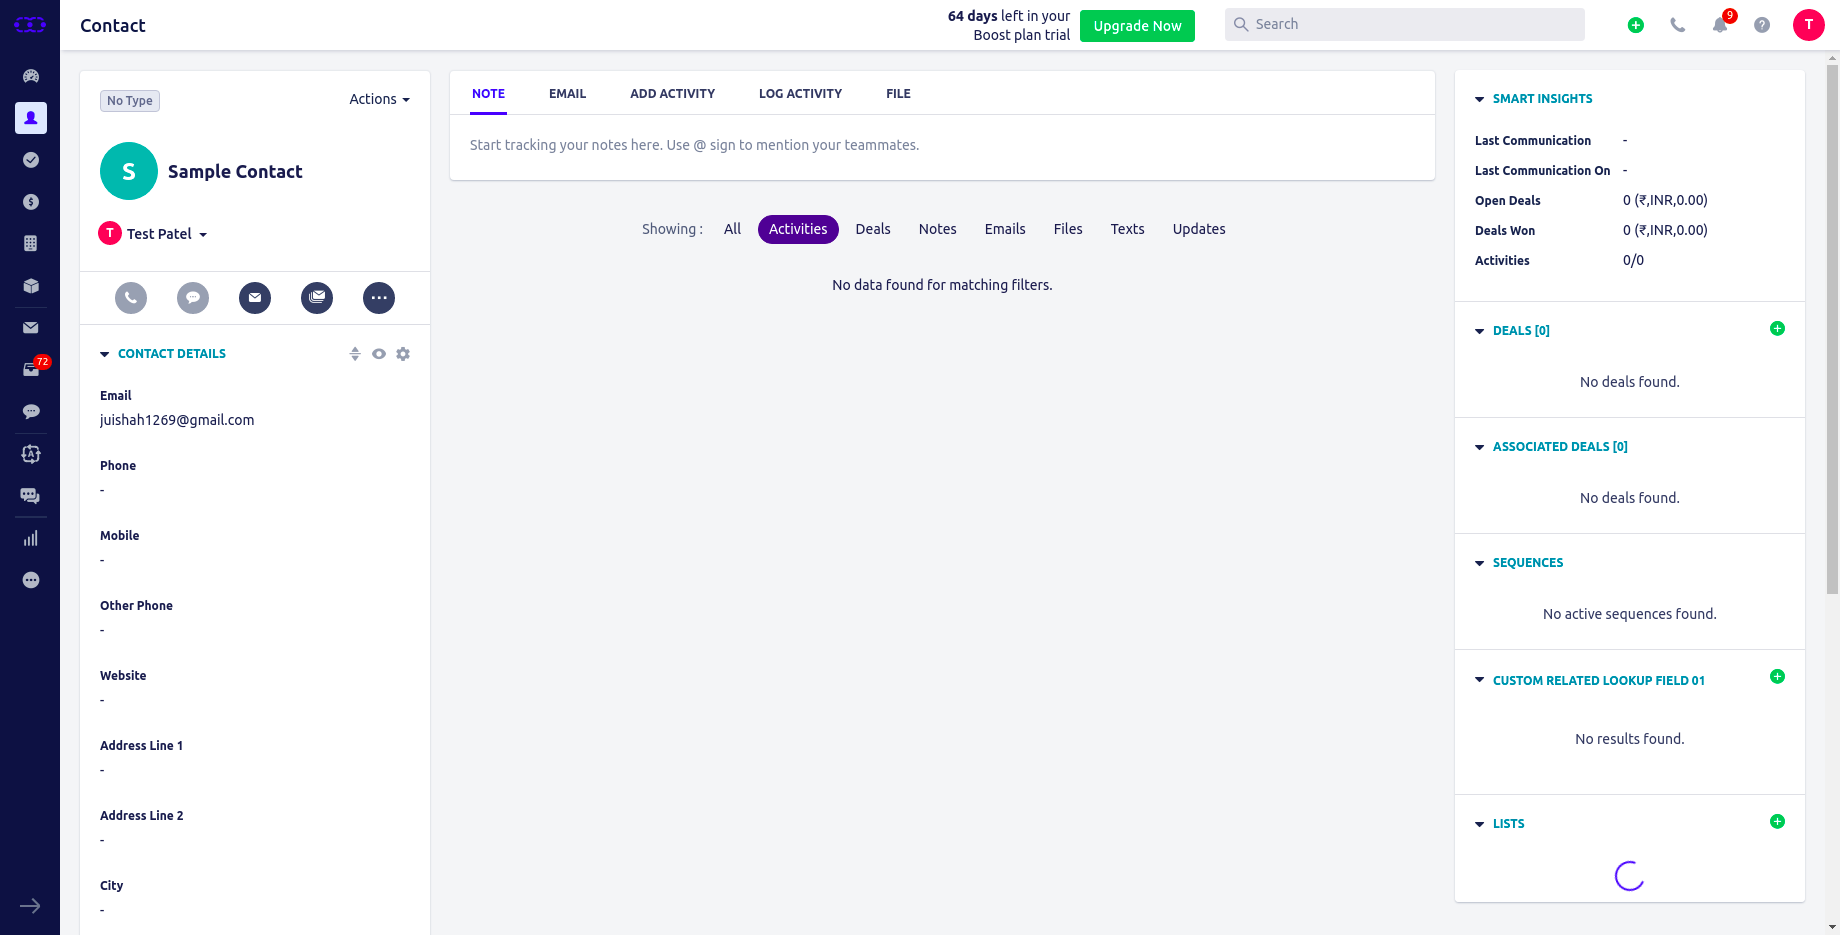 Contact
64 days left in your
Boost plan trial
Upgrade Now
Search
9
T
No Type
Actions
S
Sample Contact
T
Test Patel
72
CONTACT DETAILS
Email
juishah1269@gmail.com
Phone
-
Mobile
-
Other Phone
-
Website
-
Address Line 1
-
Address Line 2
-
City
-
NOTE EMAIL ADD ACTIVITY LOG ACTIVITY FILE
Start tracking your notes here. Use @ sign to mention your teammates.
Showing : All Activities Deals Notes Emails Files Texts Updates
No data found for matching filters.
SMART INSIGHTS
Last Communication -
Last Communication On -
Open Deals 0 (₹,INR,0.00)
Deals Won 0 (₹,INR,0.00)
Activities 0/0
DEALS [0]
No deals found.
ASSOCIATED DEALS [0]
No deals found.
SEQUENCES
No active sequences found.
CUSTOM RELATED LOOKUP FIELD 01
No results found.
LISTS